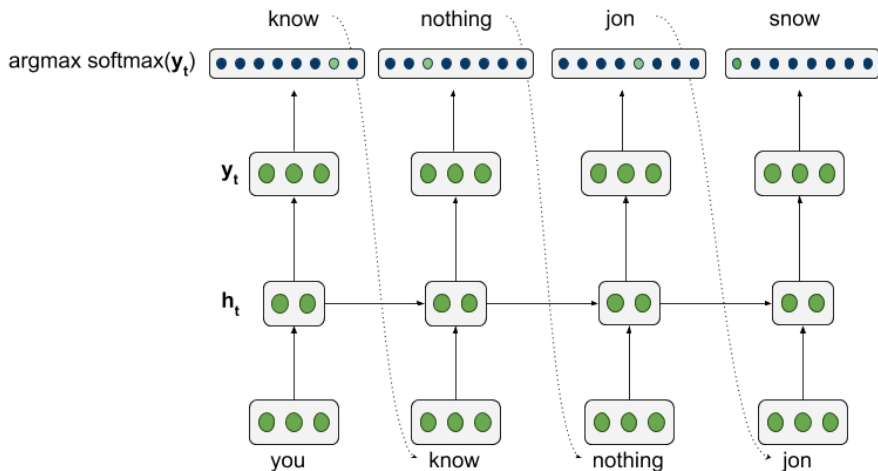 know nothing jon snow
argmax softmax(yt)
yt
ht
you know nothing jon